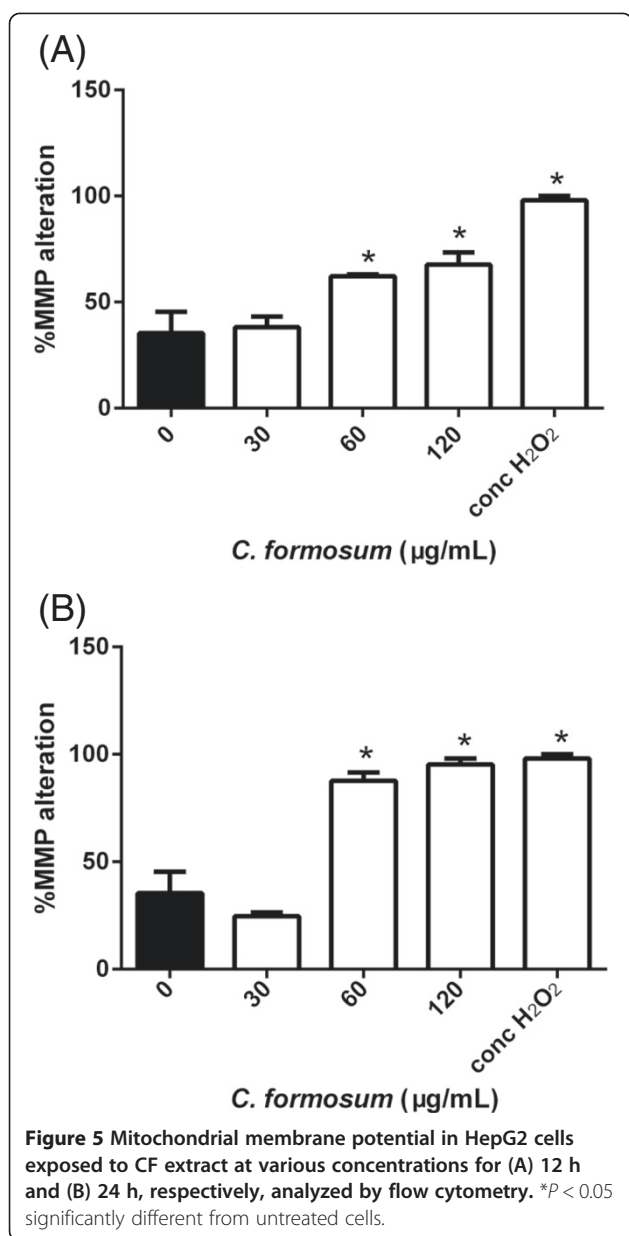 (A)
150
100
50
0
%MMP alteration
*
*
*
0
30
60
120
conc H₂O₂
C. formosum (µg/mL)
(B)
150
100
50
0
%MMP alteration
*
*
*
0
30
60
120
conc H₂O₂
C. formosum (µg/mL)
Figure 5 Mitochondrial membrane potential in HepG2 cells
exposed to CF extract at various concentrations for (A) 12 h
and (B) 24 h, respectively, analyzed by flow cytometry. *P < 0.05
significantly different from untreated cells.